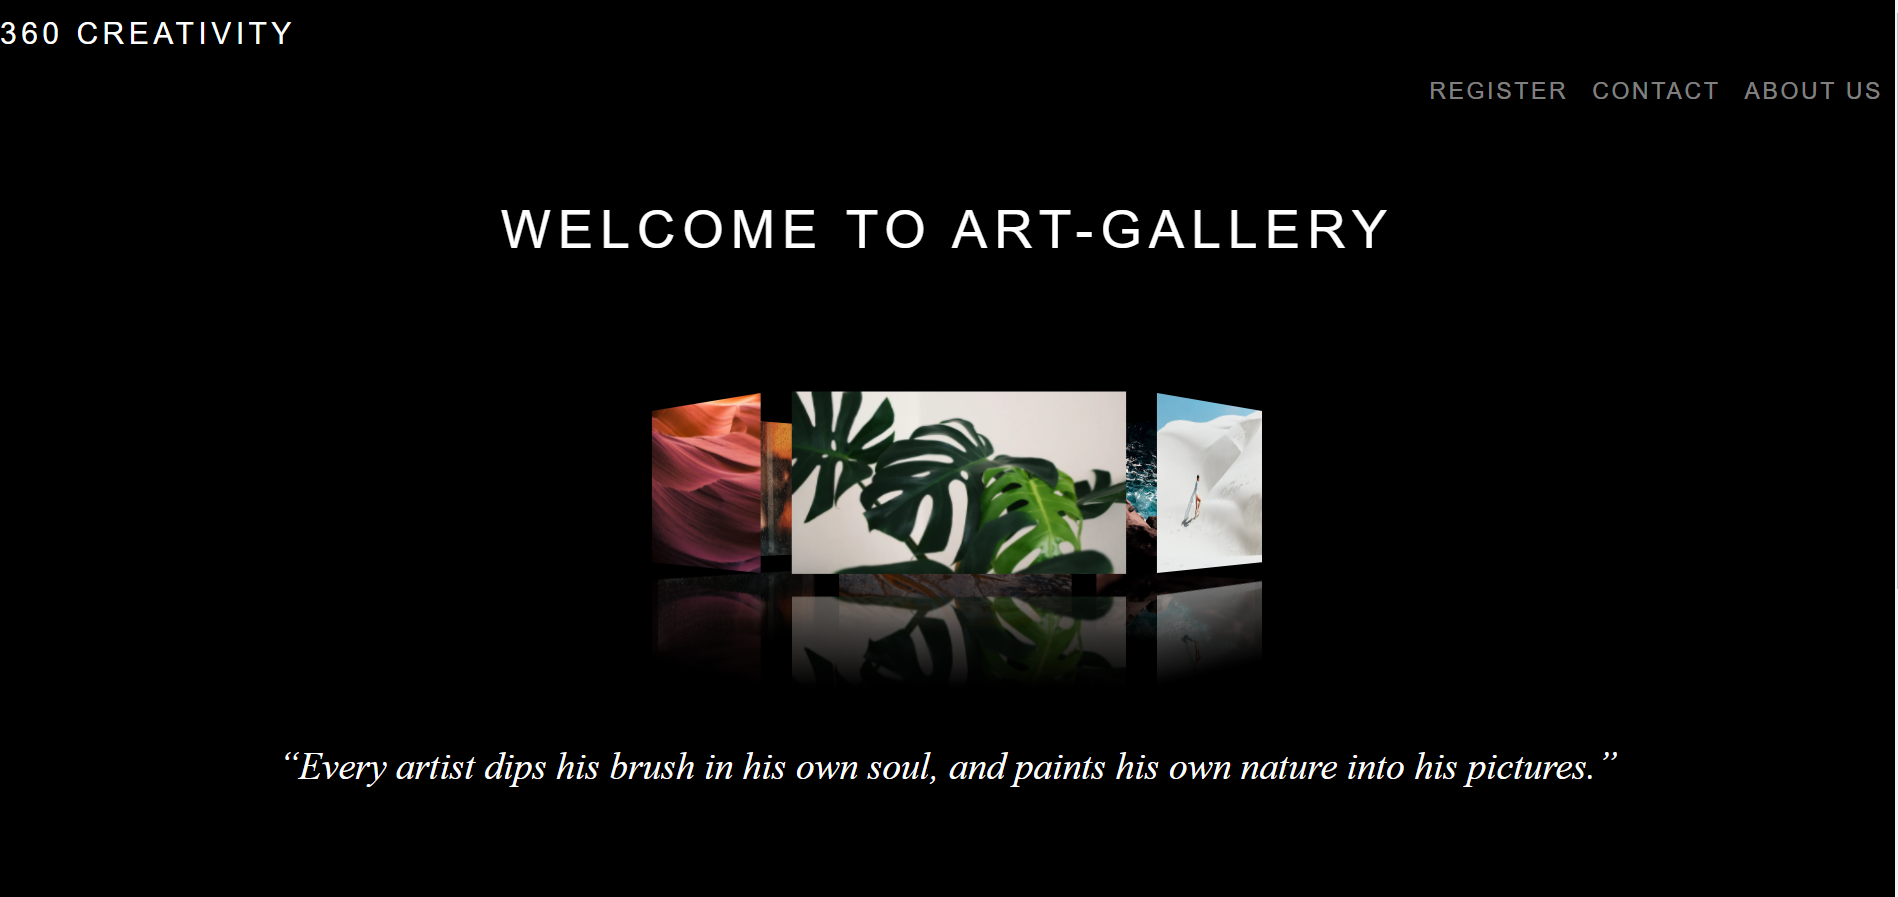 360 CREATIVITY
REGISTER CONTACT ABOUT US
WELCOME TO ART-GALLERY
“Every artist dips his brush in his own soul, and paints his own nature into his pictures.”